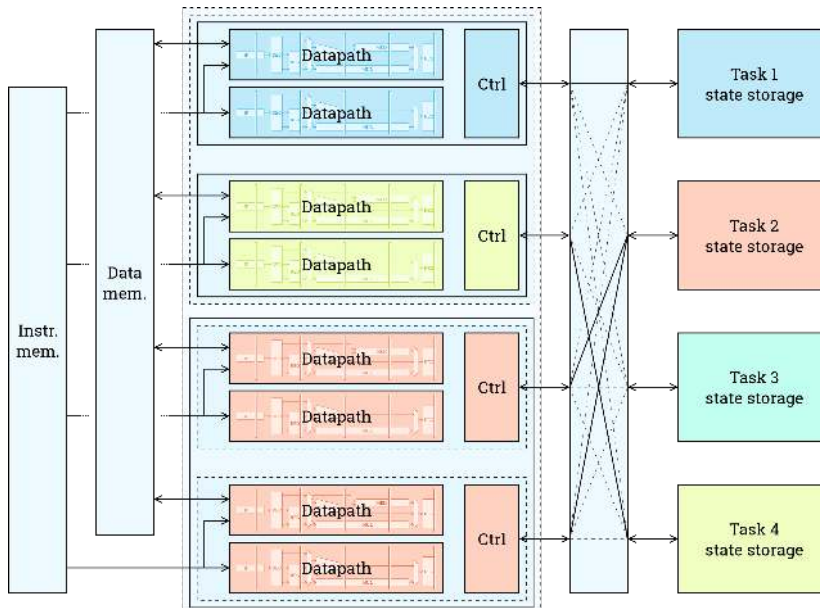 Datapath
Ctrl
Datapath
Task 1
state storage
Datapath
Ctrl
Datapath
Task 2
state storage
Data
mem.
Instr.
mem.
Datapath
Ctrl
Datapath
Task 3
state storage
Datapath
Ctrl
Datapath
Task 4
state storage